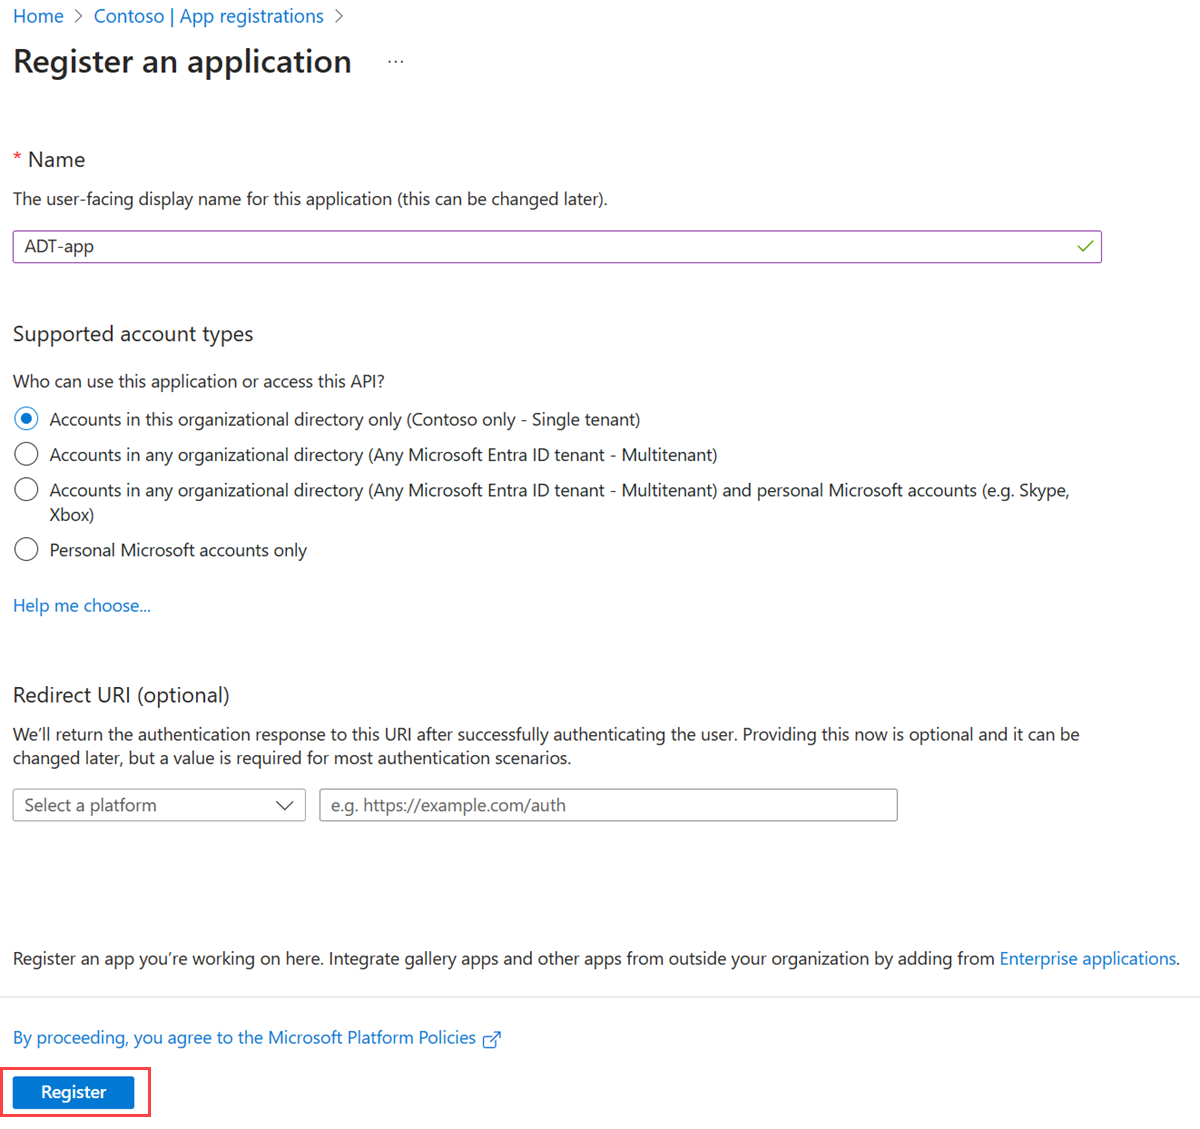 Home > Contoso | App registrations >
Register an application ...
* Name
The user-facing display name for this application (this can be changed later).
ADT-app
Supported account types
Who can use this application or access this API?
Accounts in this organizational directory only (Contoso only - Single tenant)
Accounts in any organizational directory (Any Microsoft Entra ID tenant - Multitenant)
Accounts in any organizational directory (Any Microsoft Entra ID tenant - Multitenant) and personal Microsoft accounts (e.g. Skype,
Xbox)
Personal Microsoft accounts only
Help me choose...
Redirect URI (optional)
We’ll return the authentication response to this URI after successfully authenticating the user. Providing this now is optional and it can be
changed later, but a value is required for most authentication scenarios.
Select a platform e.g. https://example.com/auth
Register an app you’re working on here. Integrate gallery apps and other apps from outside your organization by adding from Enterprise applications.
By proceeding, you agree to the Microsoft Platform Policies
Register